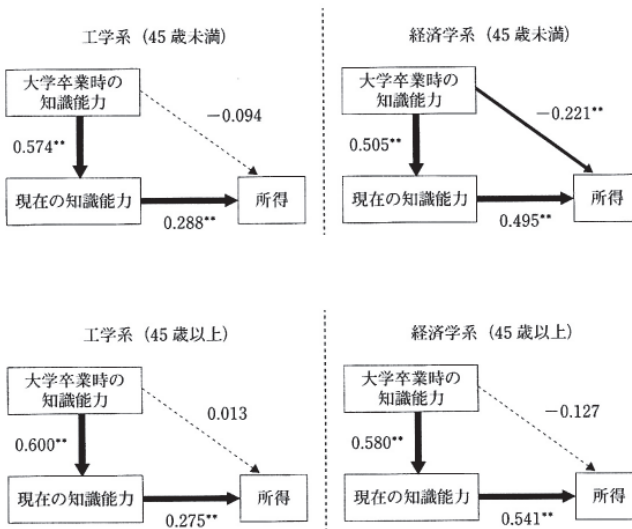 工学系（45歳未満）
大学卒業時の
知識能力
−0.094
0.574**
現在の知識能力
所得
0.288**
経済学系（45歳未満）
大学卒業時の
知識能力
−0.221**
0.505**
現在の知識能力
所得
0.495**
工学系（45歳以上）
大学卒業時の
知識能力
0.013
0.600**
現在の知識能力
所得
0.275**
経済学系（45歳以上）
大学卒業時の
知識能力
−0.127
0.580**
現在の知識能力
所得
0.541**